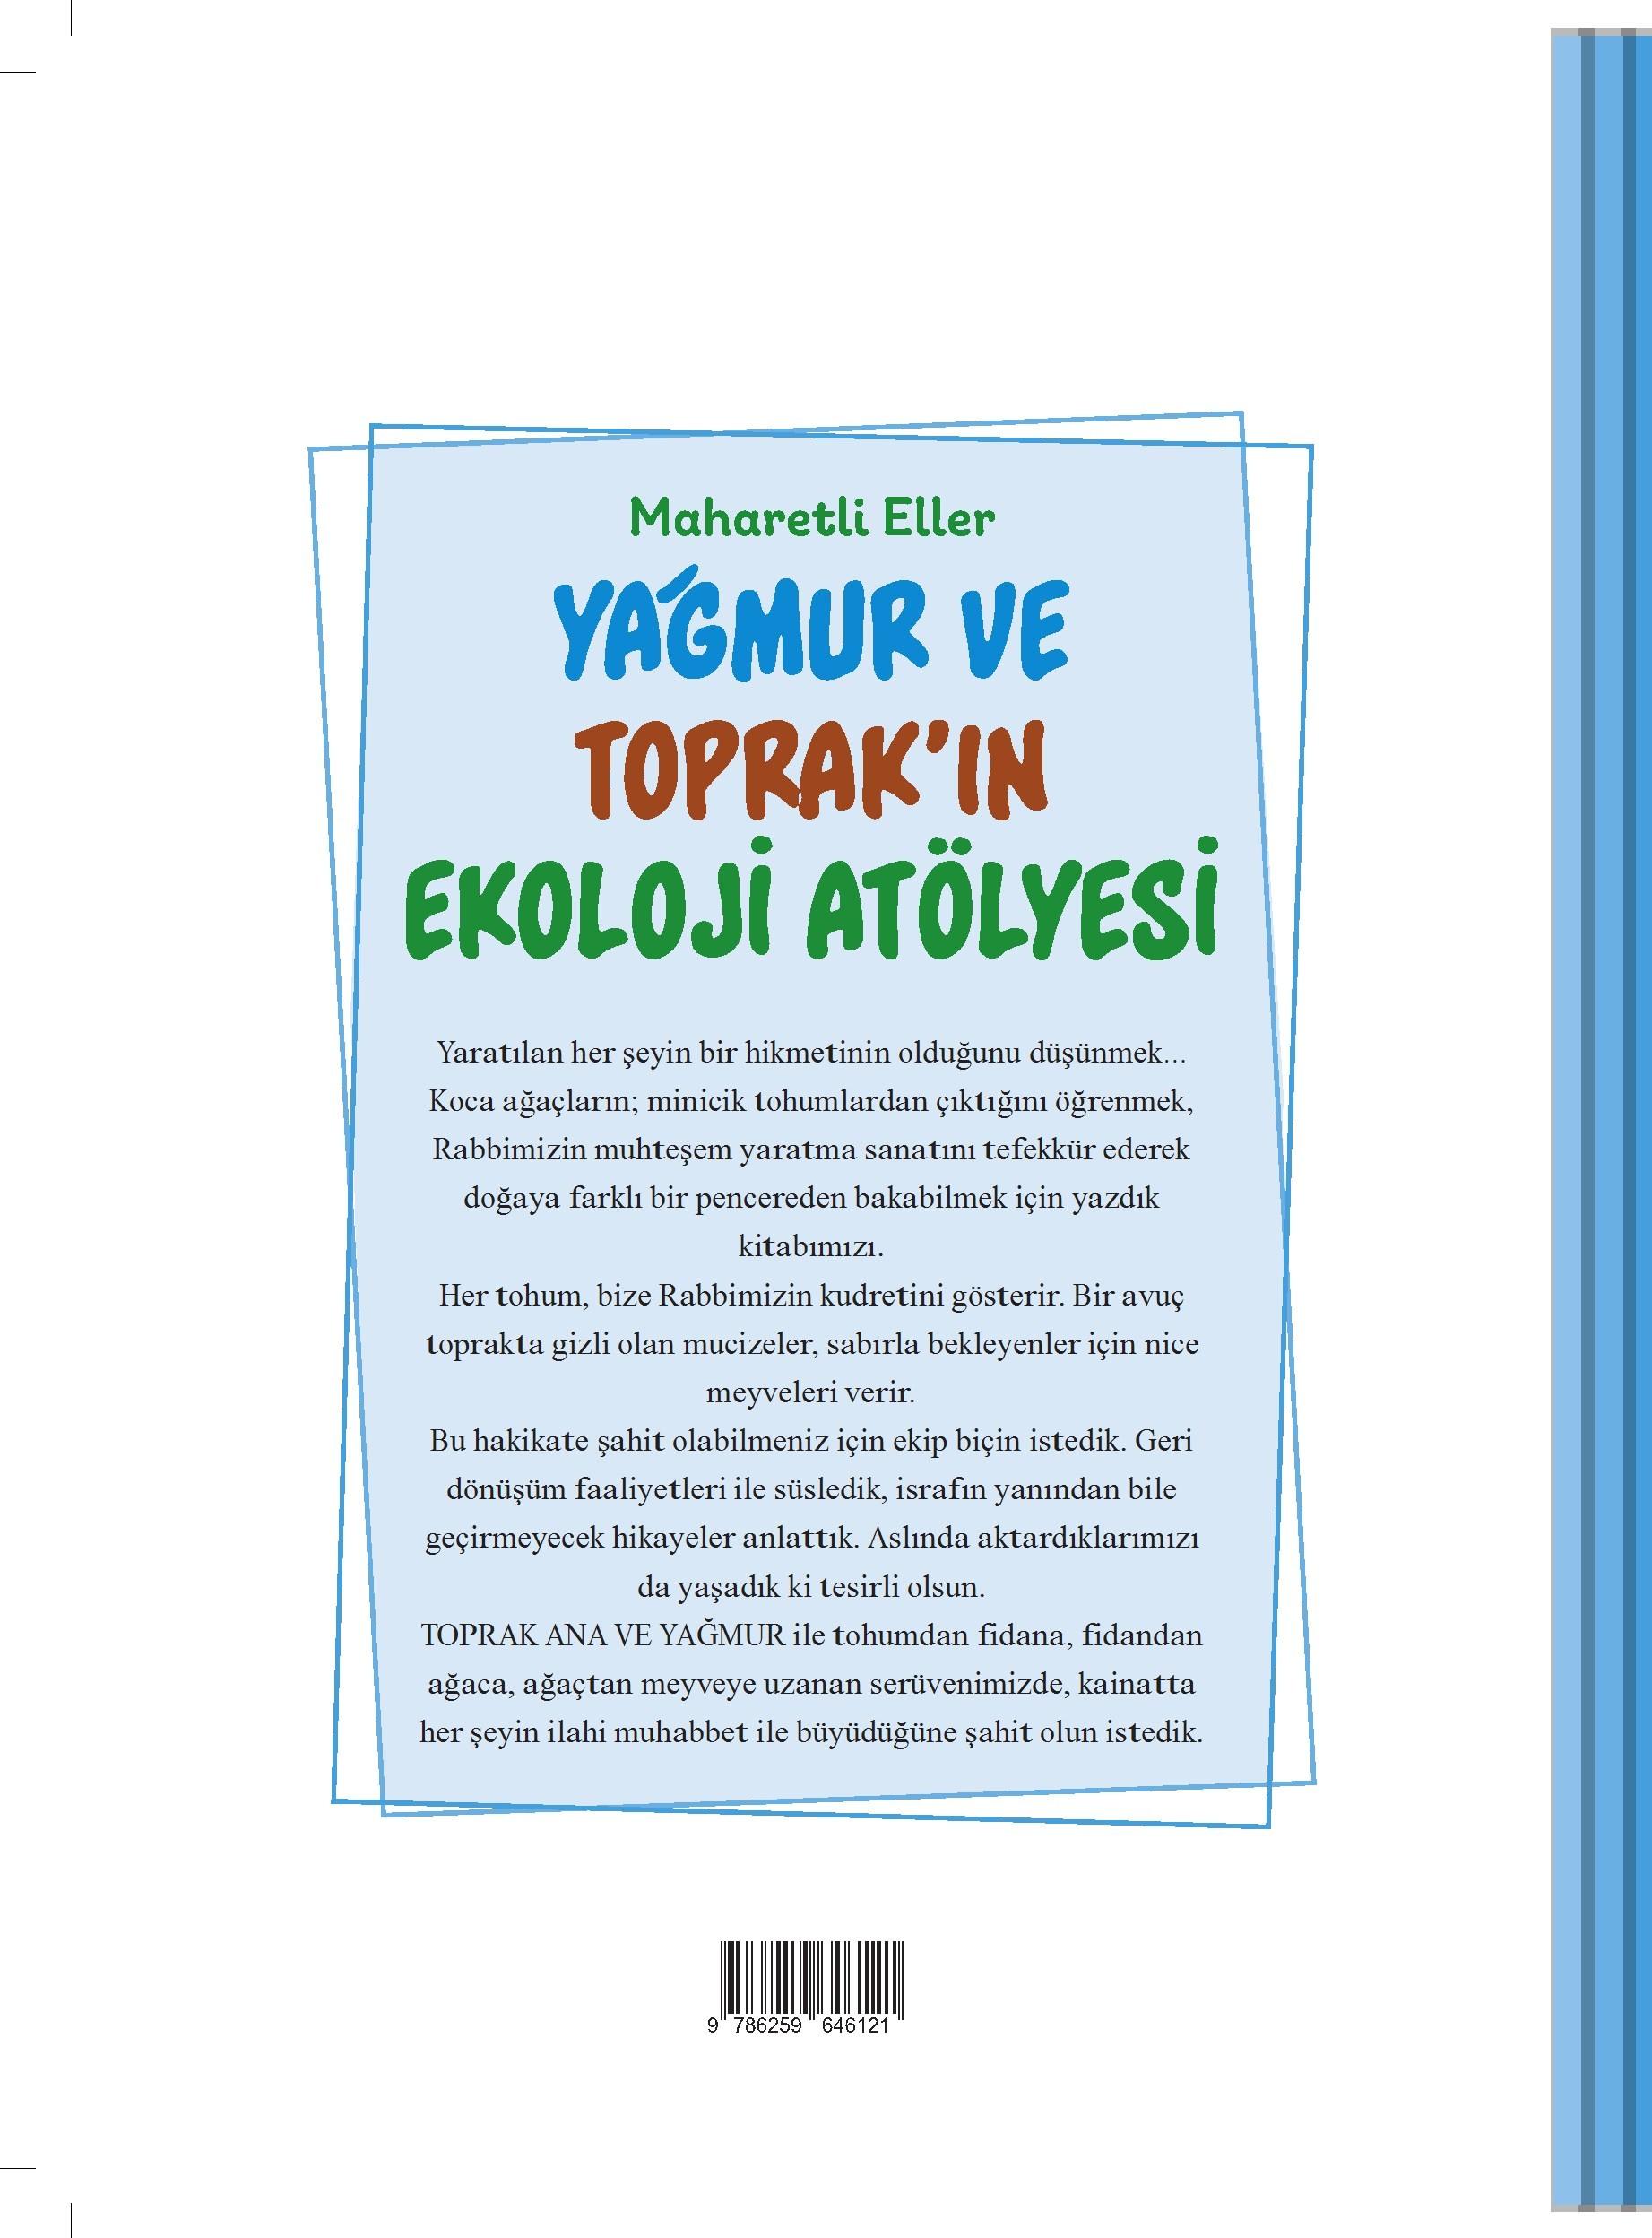 Maharetli Eller
YAĞMUR VE
TOPRAK’IN
EKOLOJİ ATÖLYESİ
Yaratılan her şeyin bir hikmetinin olduğunu düşünmek...
Koca ağaçların; minicik tohumlardan çıktığını öğrenmek,
Rabbimizin muhteşem yaratma sanatını tefekkür ederek
doğaya farklı bir pencereden bakabilmek için yazdık
kitabımızı.
Her tohum, bize Rabbimizin kudretini gösterir. Bir avuç
toprakta gizli olan mucizeler, sabırla bekleyenler için nice
meyveleri verir.
Bu hakikate şahit olabilmeniz için ekip biçin istedik. Geri
dönüşüm faaliyetleri ile süsledik, israfın yanından bile
geçirmeyecek hikayeler anlattık. Aslında aktardıklarımızı
da yaşadık ki tesirli olsun.
TOPRAK ANA VE YAĞMUR ile tohumdan fidana, fidandan
ağaca, ağaçtan meyveye uzanan serüvenimizde, kainatta
her şeyin ilahi muhabbet ile büyüdüğüne şahit olun istedik.
9 786259 646121